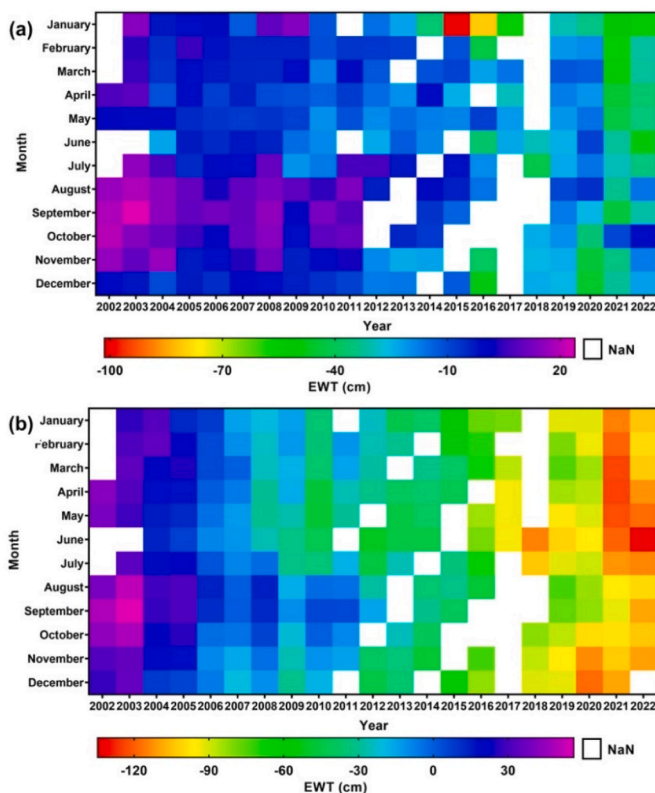 (a)
January
February
March
April
May
June
July
August
September
October
November
December
Month
2002 2003 2004 2005 2006 2007 2008 2009 2010 2011 2012 2013 2014 2015 2016 2017 2018 2019 2020 2021 2022
Year
-100 -70 -40 -10 20
EWT (cm)
NaN
(b)
January
February
March
April
May
June
July
August
September
October
November
December
Month
2002 2003 2004 2005 2006 2007 2008 2009 2010 2011 2012 2013 2014 2015 2016 2017 2018 2019 2020 2021 2022
Year
-120 -90 -60 -30 0 30
EWT (cm)
NaN